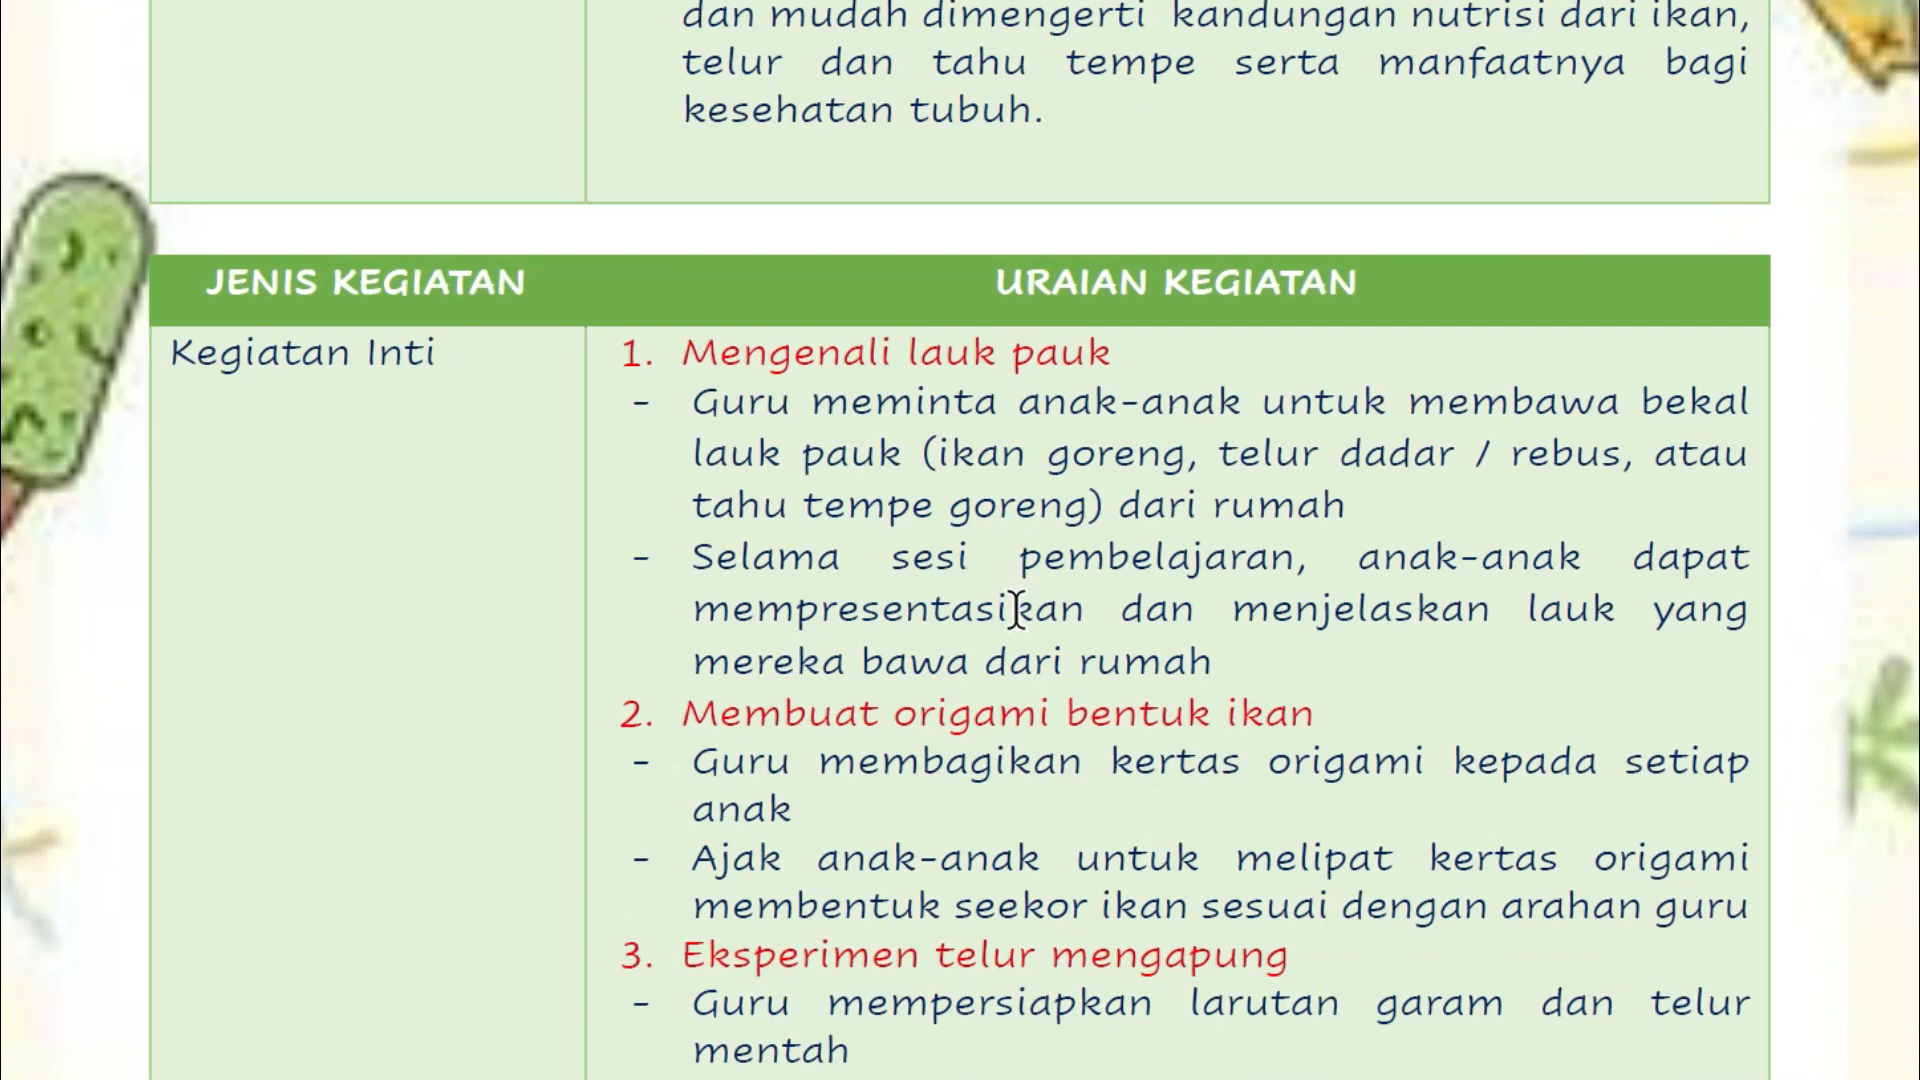 dan mudah dimengerti kandungan nutrisi dari ikan,
telur dan tahu tempe serta manfaatnya bagi
kesehatan tubuh.
JENIS KEGIATAN URAIAN KEGIATAN
Kegiatan Inti
1. Mengenali lauk pauk
- Guru meminta anak-anak untuk membawa bekal
lauk pauk (ikan goreng, telur dadar / rebus, atau
tahu tempe goreng) dari rumah
- Selama sesi pembelajaran, anak-anak dapat
mempresentasikan dan menjelaskan lauk yang
mereka bawa dari rumah
2. Membuat origami bentuk ikan
- Guru membagikan kertas origami kepada setiap
anak
- Ajak anak-anak untuk melipat kertas origami
membentuk seekor ikan sesuai dengan arahan guru
3. Eksperimen telur mengapung
- Guru mempersiapkan larutan garam dan telur
mentah